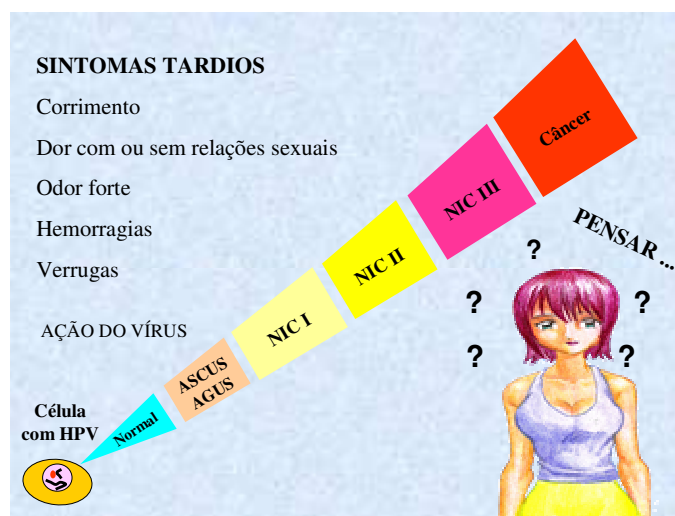 SINTOMAS TARDIOS
Corrimento
Dor com ou sem relações sexuais
Odor forte
Hemorragias
Verrugas
AÇÃO DO VÍRUS
Célula
com HPV
Normal
ASCUS
AGUS
NIC I
NIC II
NIC III
Câncer
PENSAR ...
?
?
?
?
?